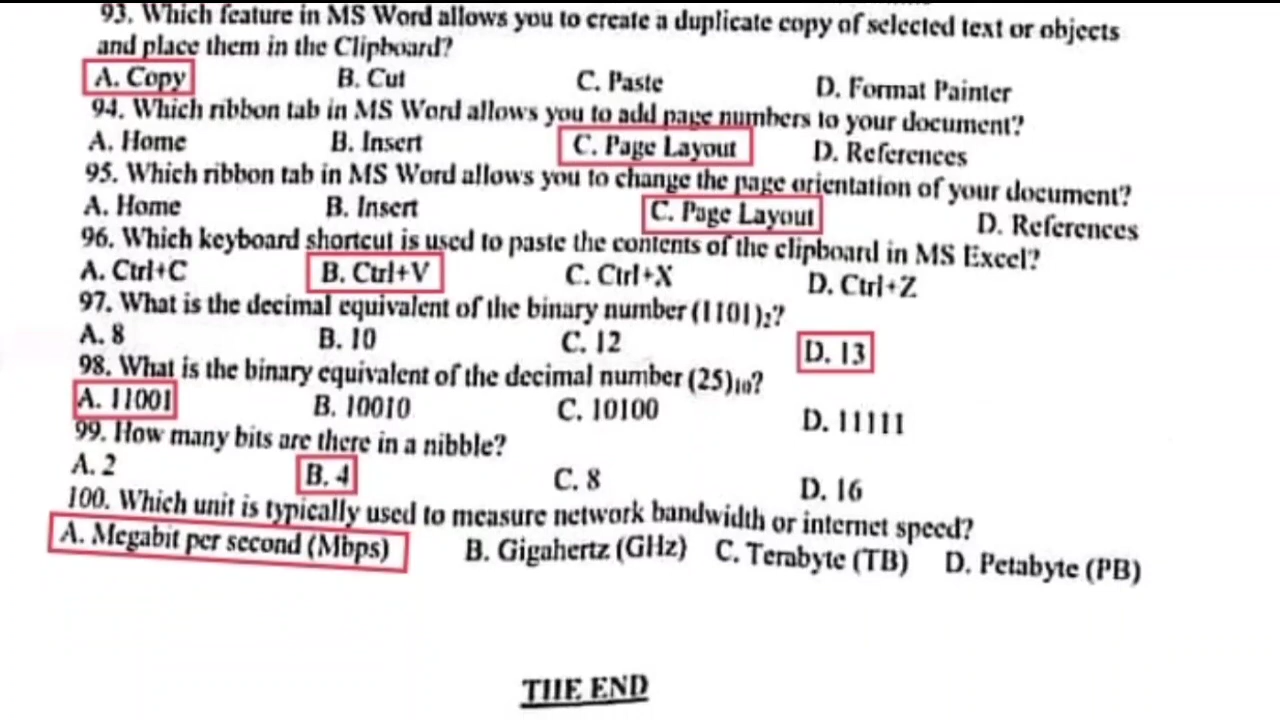 93. Which feature in MS Word allows you to create a duplicate copy of selected text or objects
and place them in the Clipboard?
A. Copy B. Cut C. Paste D. Format Painter
94. Which ribbon tab in MS Word allows you to add page numbers to your document?
A. Home B. Insert C. Page Layout D. References
95. Which ribbon tab in MS Word allows you to change the page orientation of your document?
A. Home B. Insert C. Page Layout D. References
96. Which keyboard shortcut is used to paste the contents of the clipboard in MS Excel?
A. Ctrl+C B. Ctrl+V C. Ctrl+X D. Ctrl+Z
97. What is the decimal equivalent of the binary number (1101)₂?
A. 8 B. 10 C. 12 D. 13
98. What is the binary equivalent of the decimal number (25)₁₀?
A. 11001 B. 10010 C. 10100 D. 11111
99. How many bits are there in a nibble?
A. 2 B. 4 C. 8 D. 16
100. Which unit is typically used to measure network bandwidth or internet speed?
A. Megabit per second (Mbps) B. Gigahertz (GHz) C. Terabyte (TB) D. Petabyte (PB)
THE END